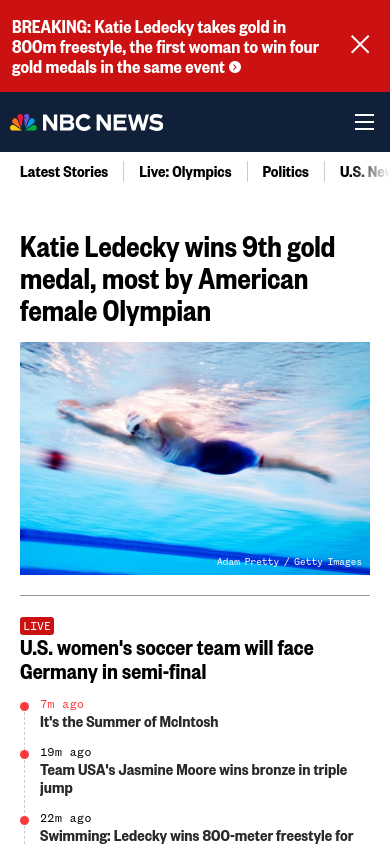 BREAKING: Katie Ledecky takes gold in
800m freestyle, the first woman to win four
gold medals in the same event
NBC NEWS
Latest Stories
Live: Olympics
Politics
U.S. Nev
Katie Ledecky wins 9th gold
medal, most by American
female Olympian
Adam Pretty / Getty Images
LIVE
U.S. women's soccer team will face
Germany in semi-final
7m ago
It's the Summer of McIntosh
19m ago
Team USA's Jasmine Moore wins bronze in triple
jump
22m ago
Swimming: Ledecky wins 800-meter freestyle for